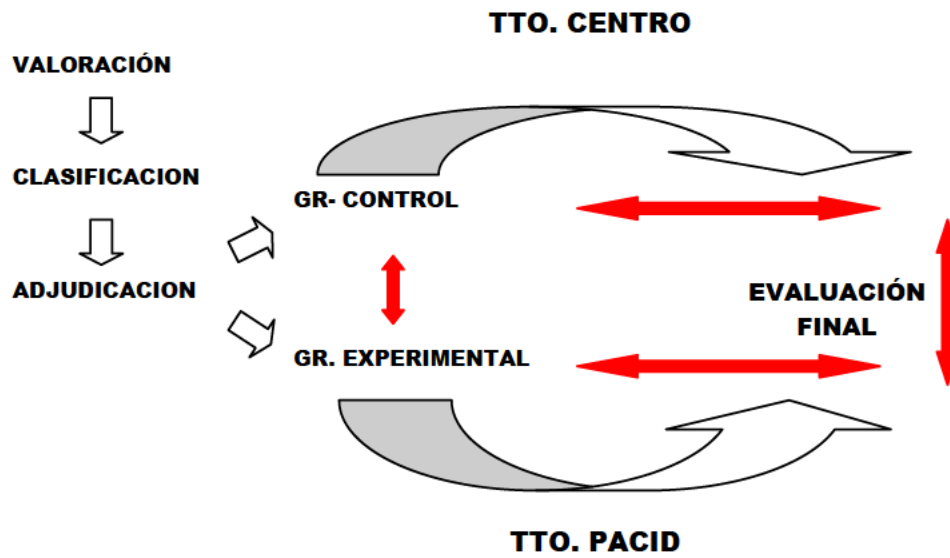 TTO. CENTRO
VALORACIÓN
CLASIFICACION
GR- CONTROL
ADJUDICACION
EVALUACIÓN
FINAL
GR. EXPERIMENTAL
TTO. PACID